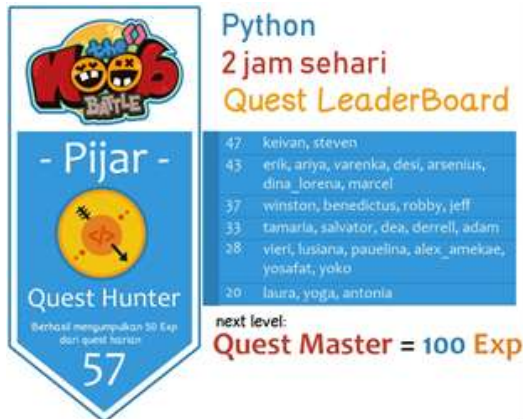 the
Noob
BATTLE
- Pijar -
</>
Quest Hunter
Berhasil mengumpulkan 50 Exp
dari quest harian
57
Python
2 jam sehari
Quest LeaderBoard
47 keivan, steven
43 erik, ariya, varenka, desi, arsenius,
dina_lorena, marcel
37 winston, benedictus, robby, jeff
33 tamaria, salvator, dea, derrell, adam
28 vieri, lusiana, pauelina, alex_amekae,
yosafat, yoko
20 laura, yoga, antonia
next level:
Quest Master = 100 Exp